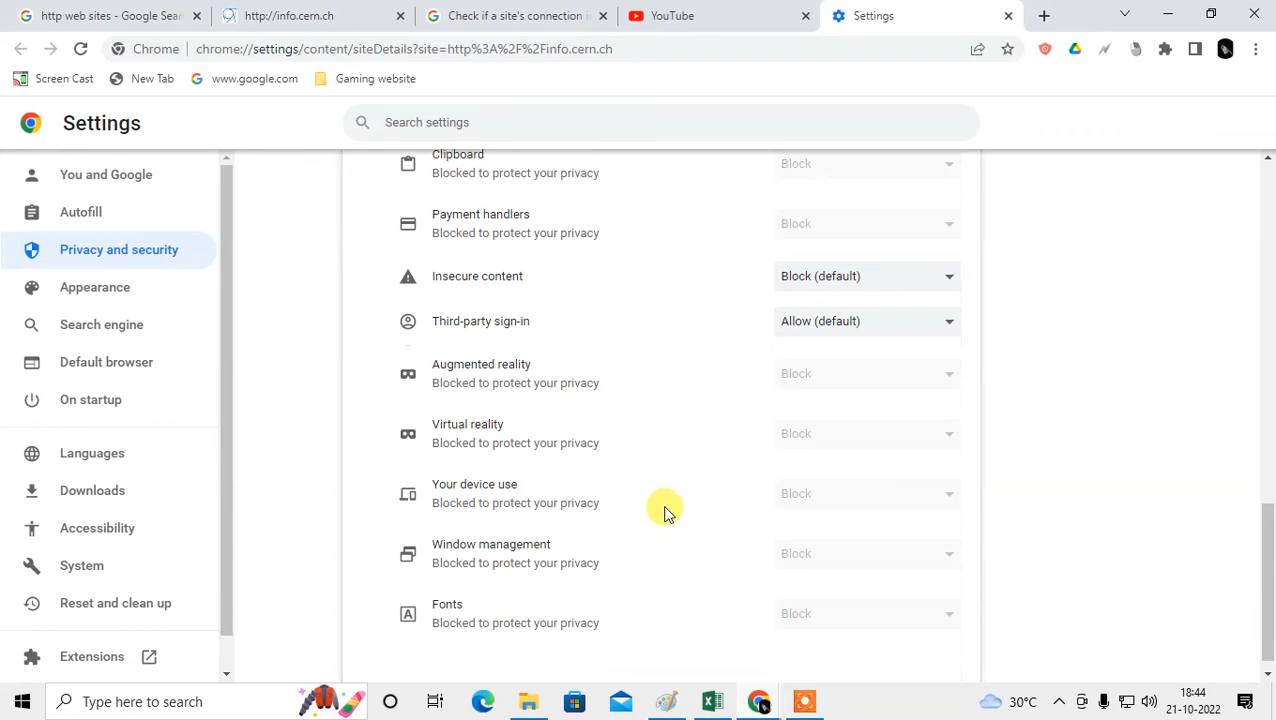 http web sites - Google Sear
http://info.cern.ch
Check if a site's connection is
YouTube
Settings
Chrome
chrome://settings/content/siteDetails?site=http%3A%2F%2Finfo.cern.ch
Screen Cast
New Tab
www.google.com
Gaming website
Settings
Search settings
You and Google
Autofill
Privacy and security
Appearance
Search engine
Default browser
On startup
Languages
Downloads
Accessibility
System
Reset and clean up
Extensions
Clipboard
Blocked to protect your privacy
Block
Payment handlers
Blocked to protect your privacy
Block
Insecure content
Block (default)
Third-party sign-in
Allow (default)
Augmented reality
Blocked to protect your privacy
Block
Virtual reality
Blocked to protect your privacy
Block
Your device use
Blocked to protect your privacy
Block
Window management
Blocked to protect your privacy
Block
Fonts
Blocked to protect your privacy
Block
Type here to search
30°C
18:44
21-10-2022